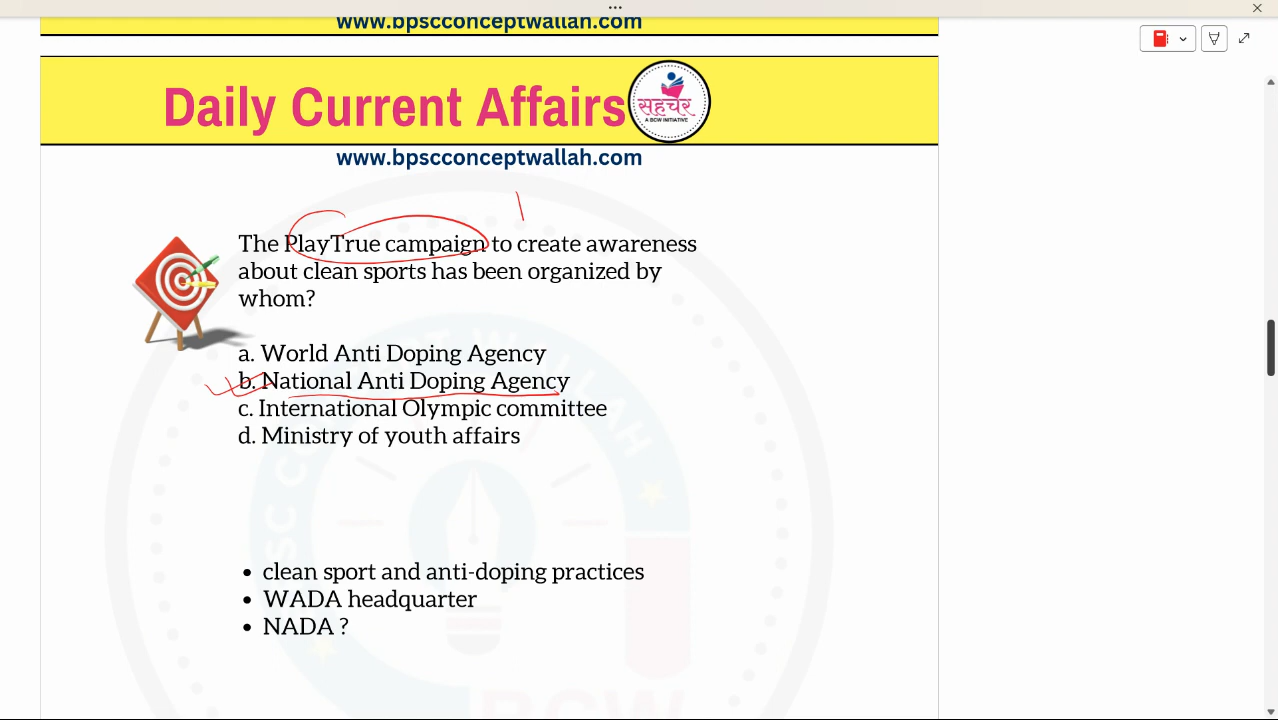 www.bpscconceptwallah.com
Daily Current Affairs
सहचर
A BCW INITIATIVE
www.bpscconceptwallah.com
The PlayTrue campaign to create awareness
about clean sports has been organized by
whom?
a. World Anti Doping Agency
b. National Anti Doping Agency
c. International Olympic committee
d. Ministry of youth affairs
• clean sport and anti-doping practices
• WADA headquarter
• NADA ?
BCW